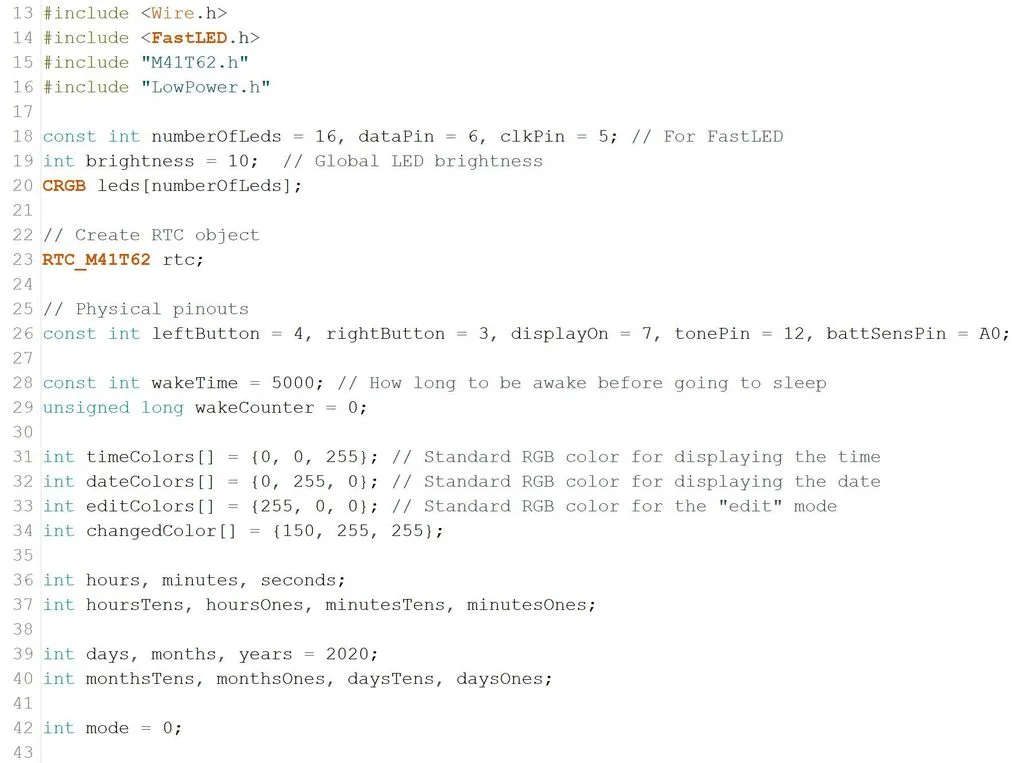 13 #include <Wire.h>
14 #include <FastLED.h>
15 #include "M41T62.h"
16 #include "LowPower.h"
17
18 const int numberOfLeds = 16, dataPin = 6, clkPin = 5; // For FastLED
19 int brightness = 10;  // Global LED brightness
20 CRGB leds[numberOfLeds];
21
22 // Create RTC object
23 RTC_M41T62 rtc;
24
25 // Physical pinouts
26 const int leftButton = 4, rightButton = 3, displayOn = 7, tonePin = 12, battSensPin = A0;
27
28 const int wakeTime = 5000; // How long to be awake before going to sleep
29 unsigned long wakeCounter = 0;
30
31 int timeColors[] = {0, 0, 255}; // Standard RGB color for displaying the time
32 int dateColors[] = {0, 255, 0}; // Standard RGB color for displaying the date
33 int editColors[] = {255, 0, 0}; // Standard RGB color for the "edit" mode
34 int changedColor[] = {150, 255, 255};
35
36 int hours, minutes, seconds;
37 int hoursTens, hoursOnes, minutesTens, minutesOnes;
38
39 int days, months, years = 2020;
40 int monthsTens, monthsOnes, daysTens, daysOnes;
41
42 int mode = 0;
43